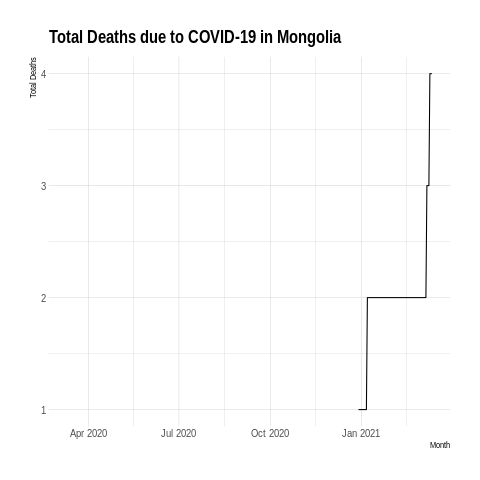 Total Deaths due to COVID-19 in Mongolia
Total Deaths
4
3
2
1
Apr 2020 Jul 2020 Oct 2020 Jan 2021
Month